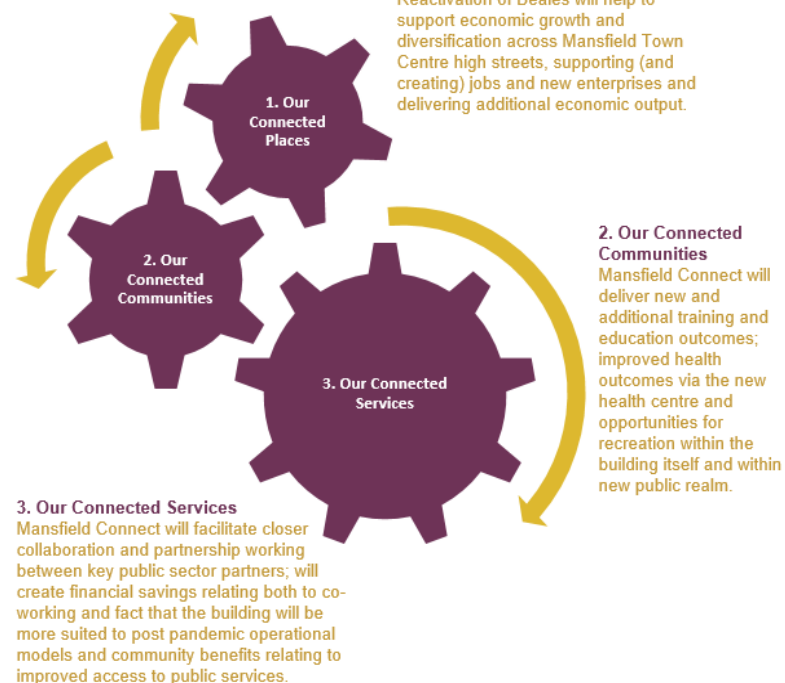 Reactivation of Beales will help to
support economic growth and
diversification across Mansfield Town
Centre high streets, supporting (and
creating) jobs and new enterprises and
delivering additional economic output.
1. Our
Connected
Places
2. Our
Connected
Communities
3. Our Connected
Services
2. Our Connected
Communities
Mansfield Connect will
deliver new and
additional training and
education outcomes;
improved health
outcomes via the new
health centre and
opportunities for
recreation within the
building itself and within
new public realm.
3. Our Connected Services
Mansfield Connect will facilitate closer
collaboration and partnership working
between key public sector partners; will
create financial savings relating both to co-
working and fact that the building will be
more suited to post pandemic operational
models and community benefits relating to
improved access to public services.